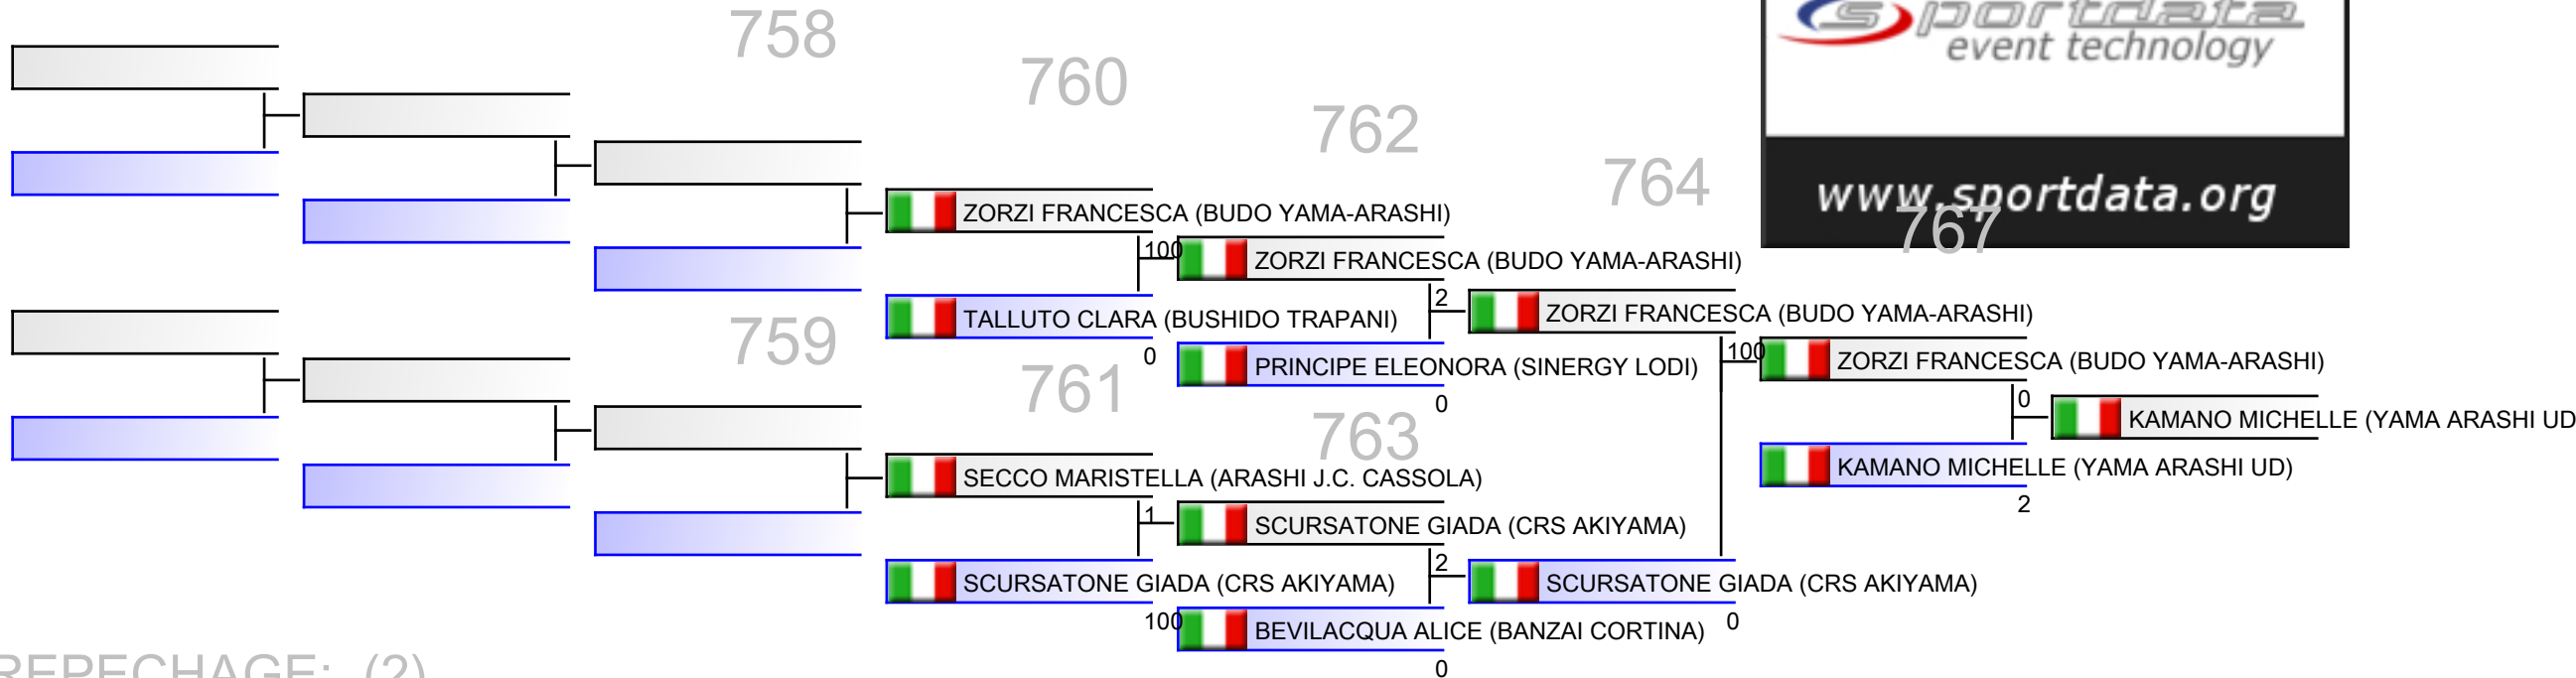 758
sportdata
event technology
760
762
764
www.sportdata.org
767
ZORZI FRANCESCA (BUDO YAMA-ARASHI)
100
ZORZI FRANCESCA (BUDO YAMA-ARASHI)
2
TALLUTO CLARA (BUSHIDO TRAPANI)
ZORZI FRANCESCA (BUDO YAMA-ARASHI)
759
0
100
761
PRINCIPE ELEONORA (SINERGY LODI)
ZORZI FRANCESCA (BUDO YAMA-ARASHI)
0
0
763
KAMANO MICHELLE (YAMA ARASHI UD
SECCO MARISTELLA (ARASHI J.C. CASSOLA)
KAMANO MICHELLE (YAMA ARASHI UD)
1
2
SCURSATONE GIADA (CRS AKIYAMA)
2
SCURSATONE GIADA (CRS AKIYAMA)
SCURSATONE GIADA (CRS AKIYAMA)
100
0
BEVILACQUA ALICE (BANZAI CORTINA)
0
REPECHAGE: (2)